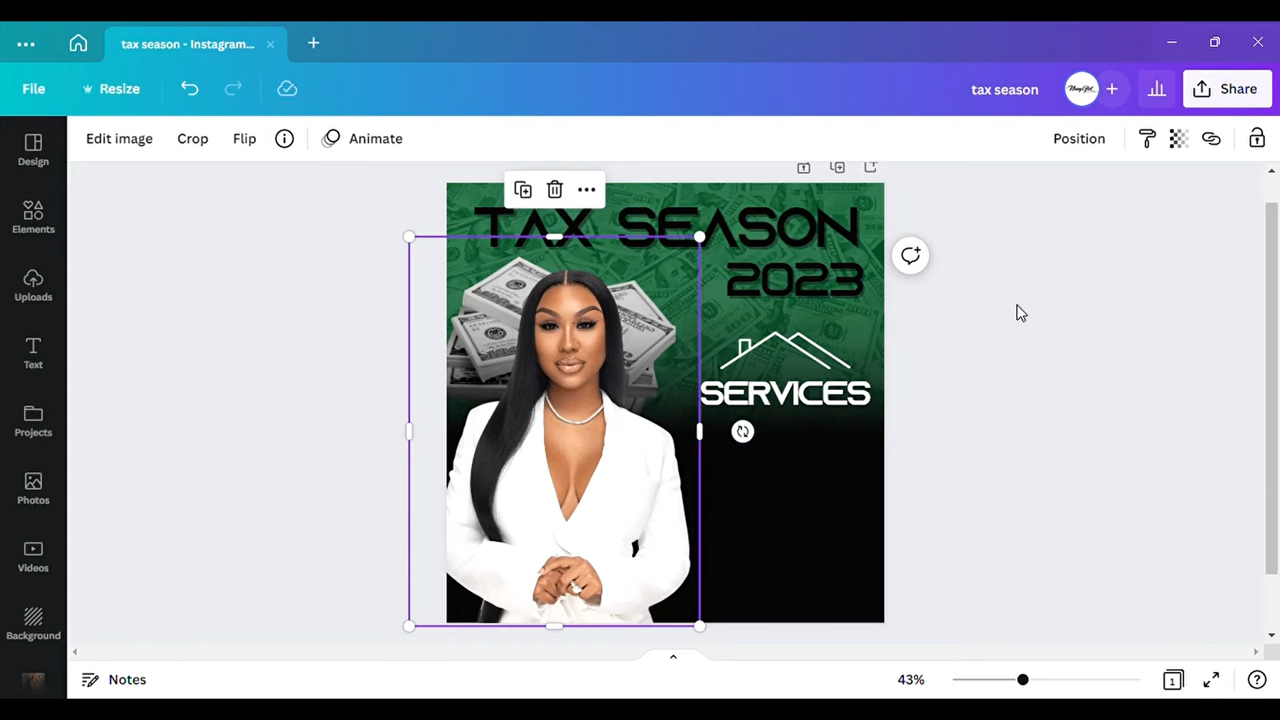 tax season - Instagram...
File
Resize
tax season
Share
Edit image
Crop
Flip
Animate
Position
Design
Elements
Uploads
Text
Projects
Photos
Videos
Background
TAX SEASON
2023
SERVICES
Notes
43%
1